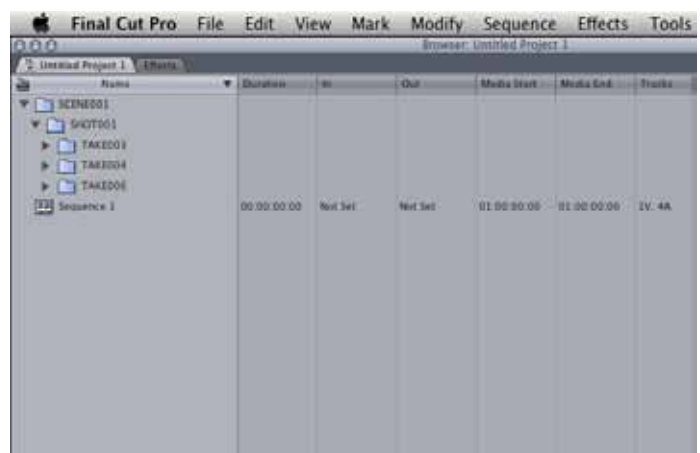 Final Cut Pro File Edit View Mark Modify Sequence Effects Tools
Browser: Untitled Project 1
Untitled Project 1 Effects
Name Duration In Out Media Start Media End Tracks
SCENE001
SHOT001
TAKE003
TAKE004
TAKE006
Sequence 1 00:00:00:00 Not Set Not Set 01:00:00:00 01:00:00:00 1V, 4A